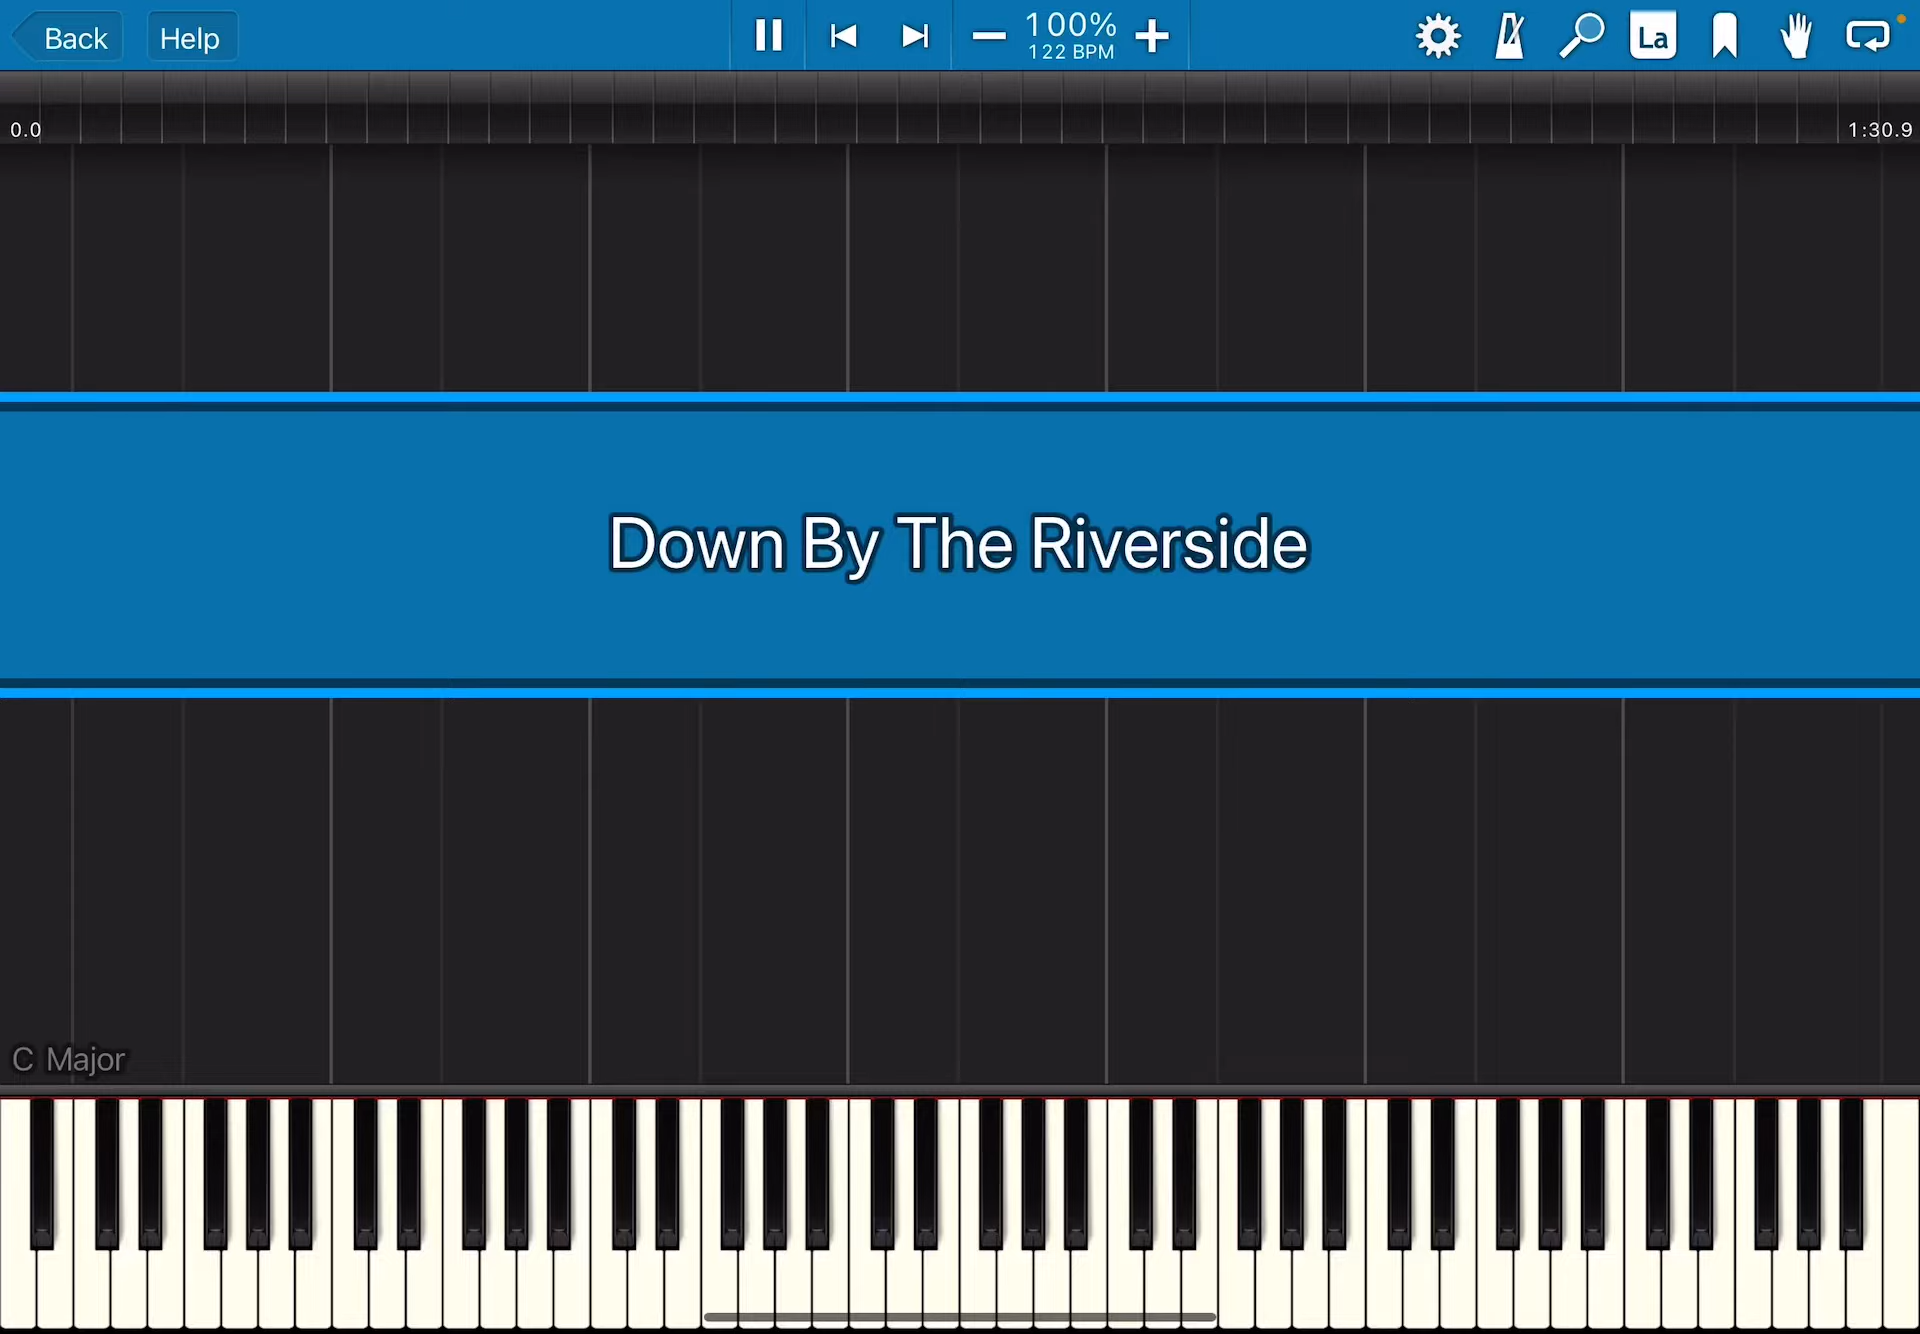 Back
Help
100%
122 BPM
La
0.0
1:30.9
Down By The Riverside
C Major